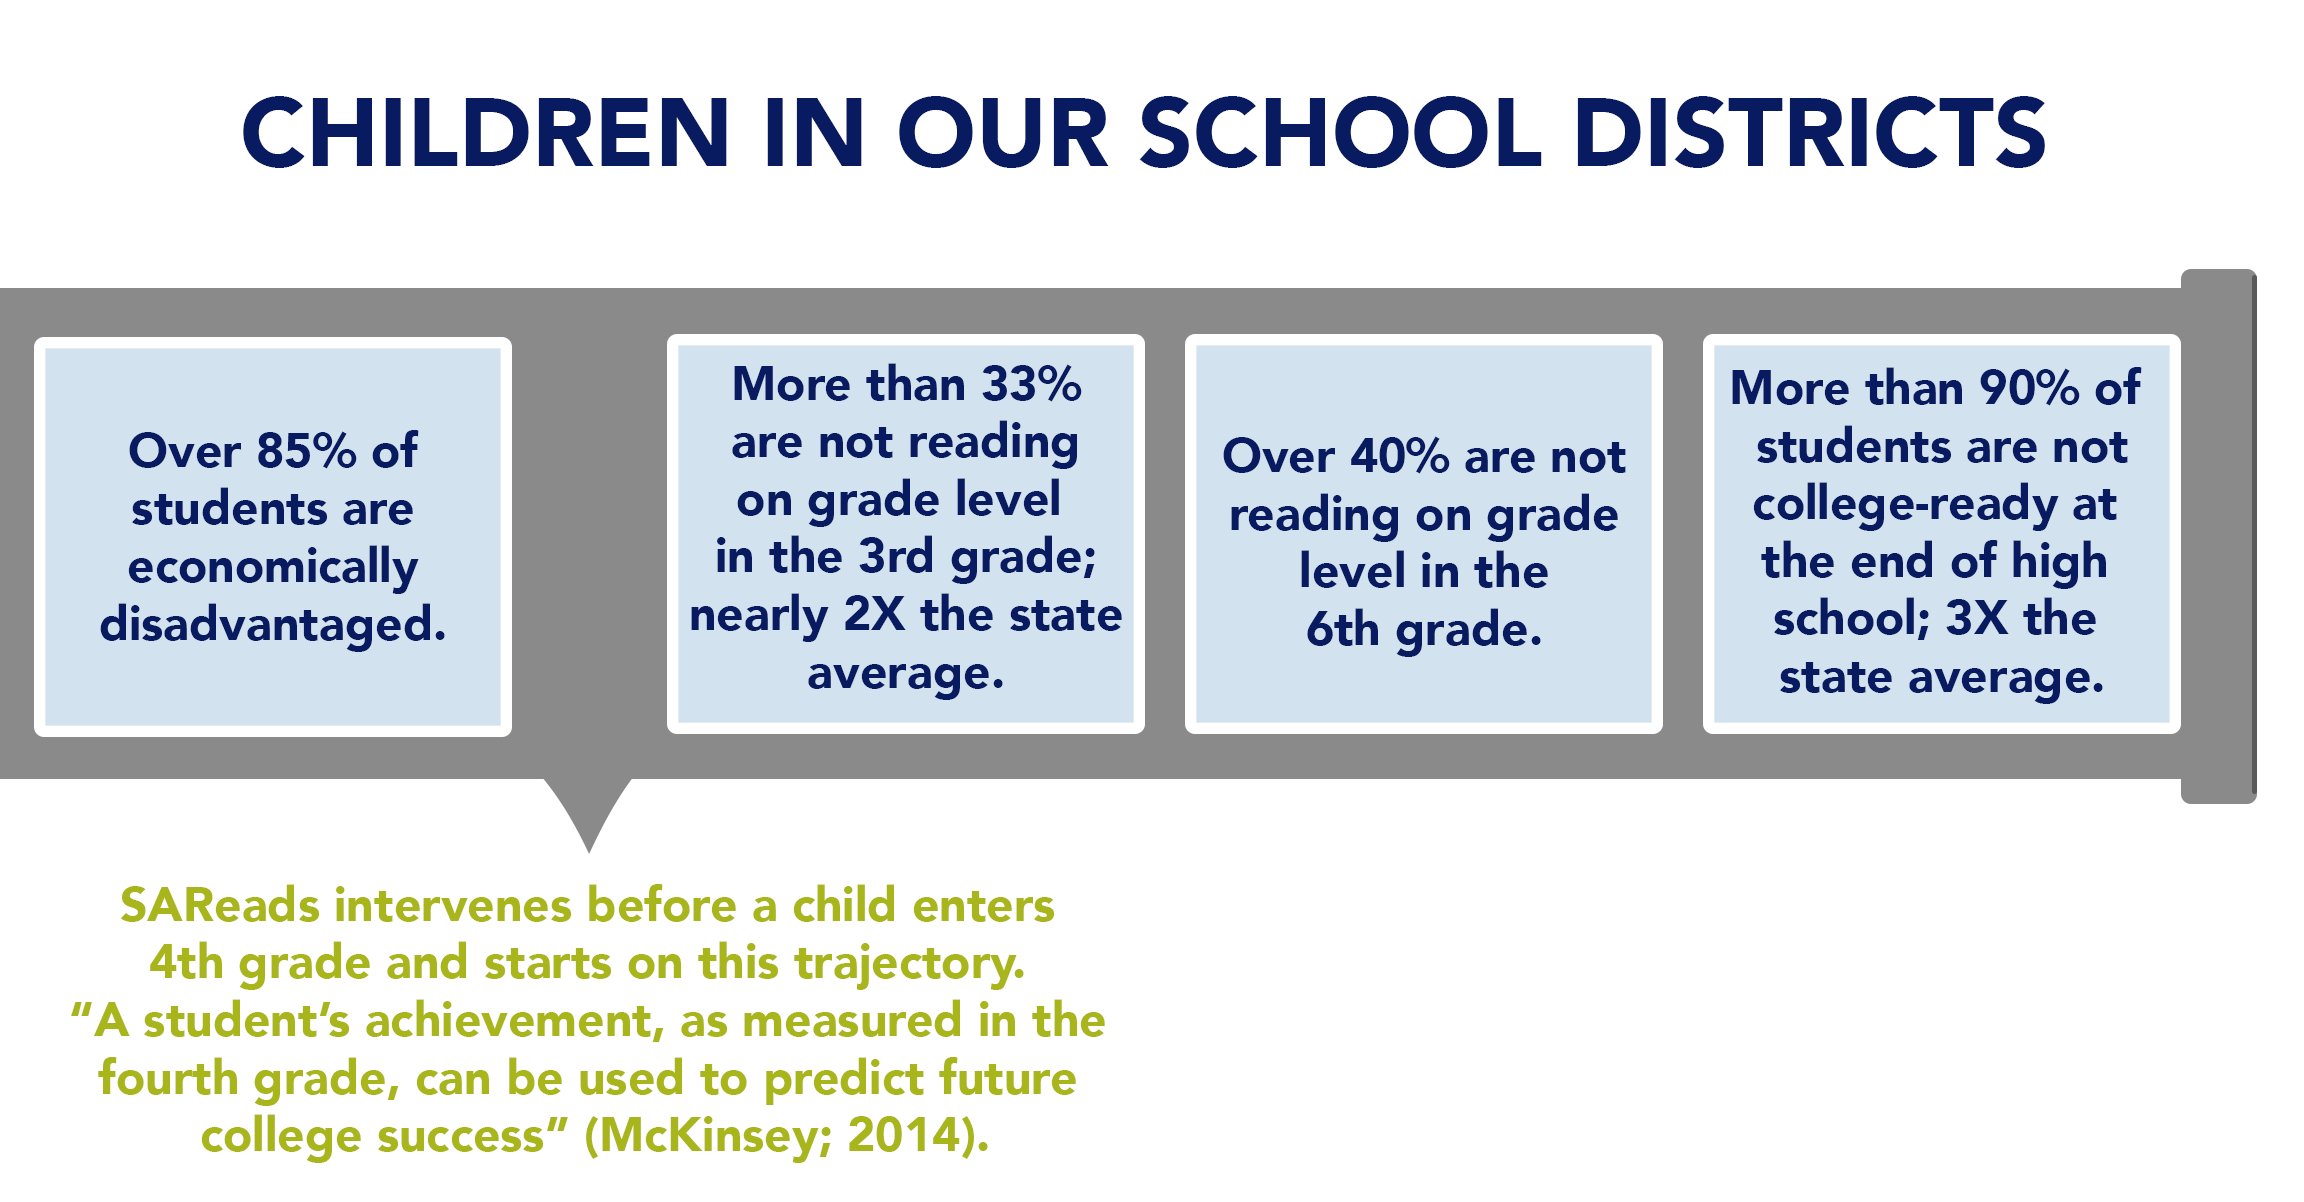 CHILDREN IN OUR SCHOOL DISTRICTS
Over 85% of
students are
economically
disadvantaged.
More than 33%
are not reading
on grade level
in the 3rd grade;
nearly 2X the state
average.
Over 40% are not
reading on grade
level in the
6th grade.
More than 90% of
students are not
college-ready at
the end of high
school; 3X the
state average.
SAReads intervenes before a child enters
4th grade and starts on this trajectory.
“A student’s achievement, as measured in the
fourth grade, can be used to predict future
college success” (McKinsey; 2014).